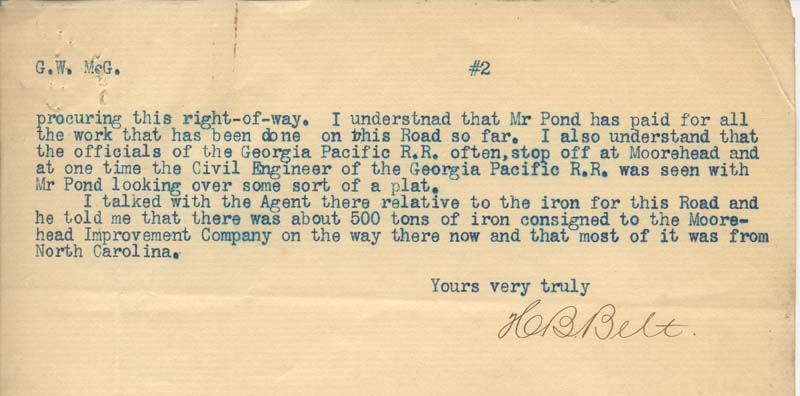 G.W. McG. #2
procuring this right-of-way. I understnad that Mr Pond has paid for all
the work that has been done on this Road so far. I also understand that
the officials of the Georgia Pacific R.R. often,stop off at Moorehead and
at one time the Civil Engineer of the Georgia Pacific R.R. was seen with
Mr Pond looking over some sort of a plat.
I talked with the Agent there relative to the iron for this Road and
he told me that there was about 500 tons of iron consigned to the Moore-
head Improvement Company on the way there now and that most of it was from
North Carolina.
Yours very truly
H B Belt.